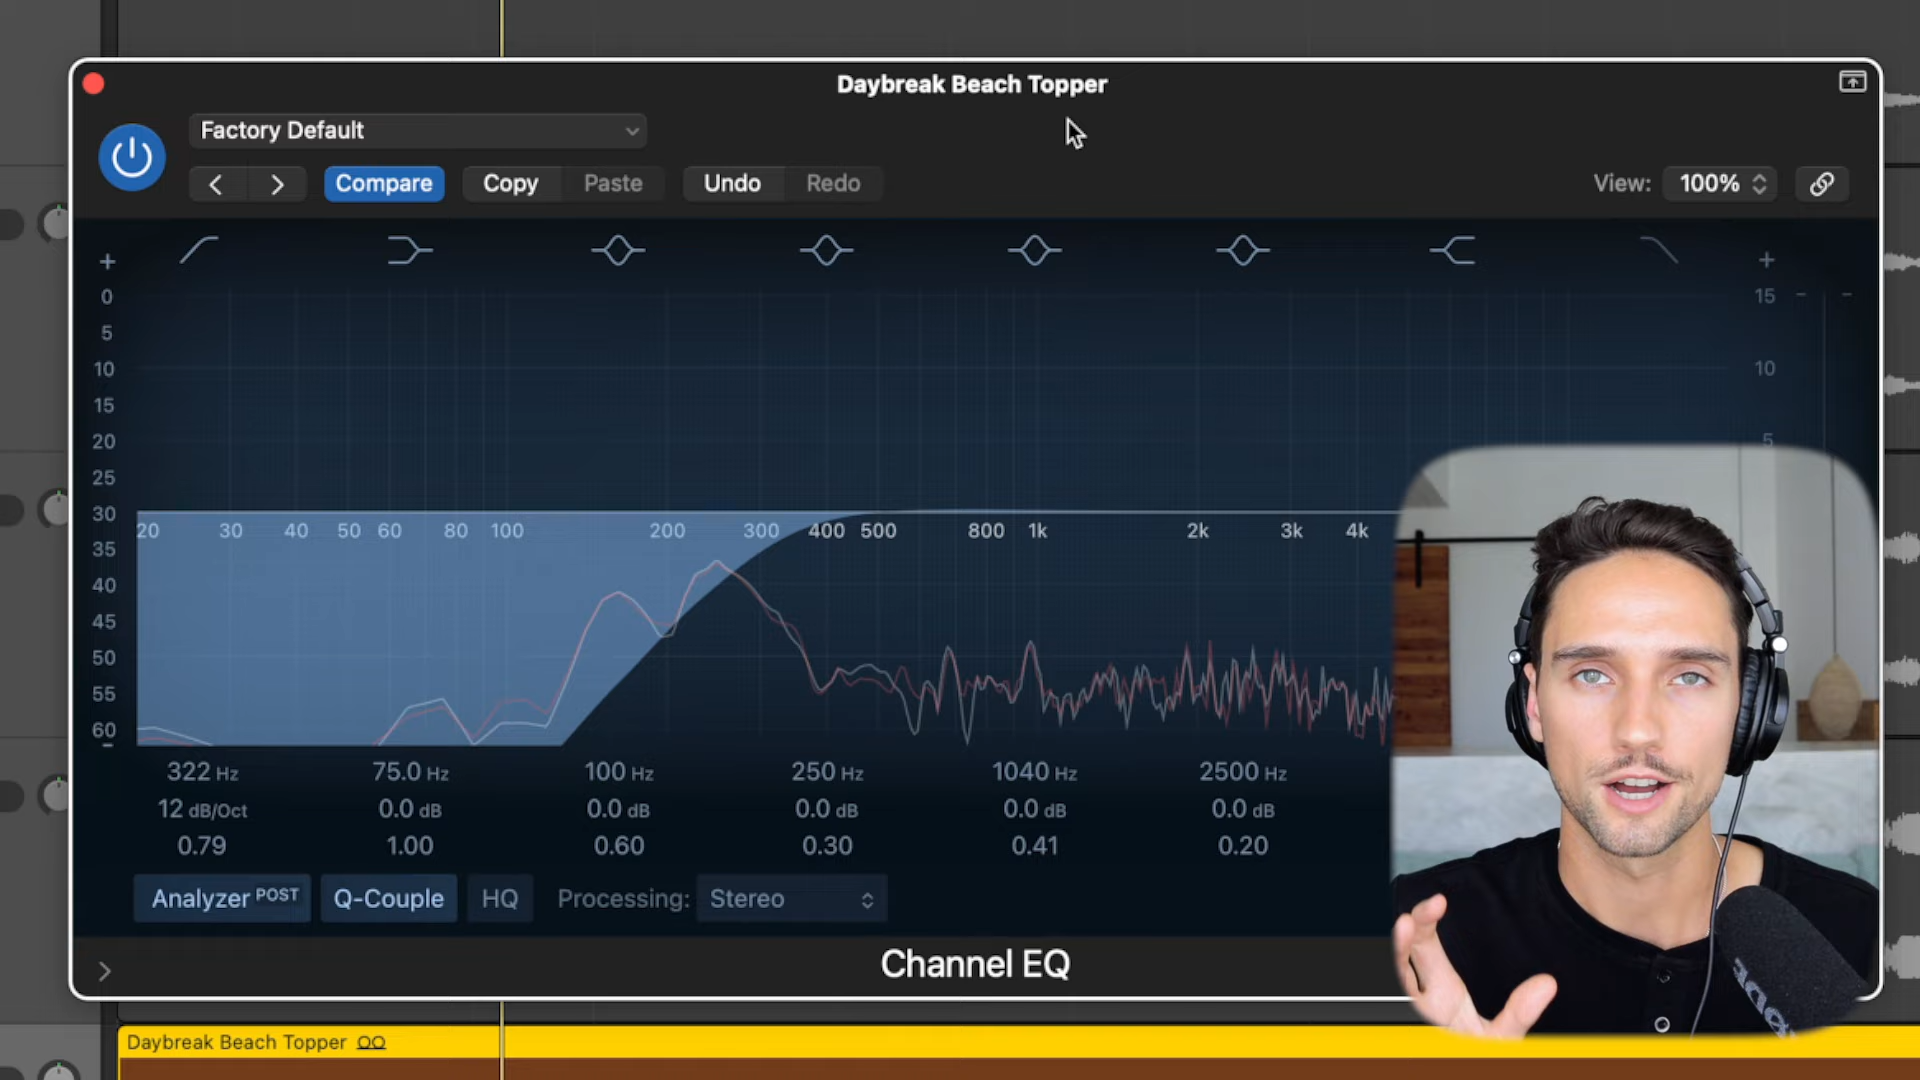 Daybreak Beach Topper
Factory Default
Compare Copy Paste Undo Redo View: 100%
+ +
0 15
5
10 10
15
20 5
25
30
20 30 40 50 60 80 100 200 300 400 500 800 1k 2k 3k 4k
35
40
45
50
55
60
322 Hz 75.0 Hz 100 Hz 250 Hz 1040 Hz 2500 Hz
12 dB/Oct 0.0 dB 0.0 dB 0.0 dB 0.0 dB 0.0 dB
0.79 1.00 0.60 0.30 0.41 0.20
Analyzer POST Q-Couple HQ Processing: Stereo
Channel EQ
Daybreak Beach Topper